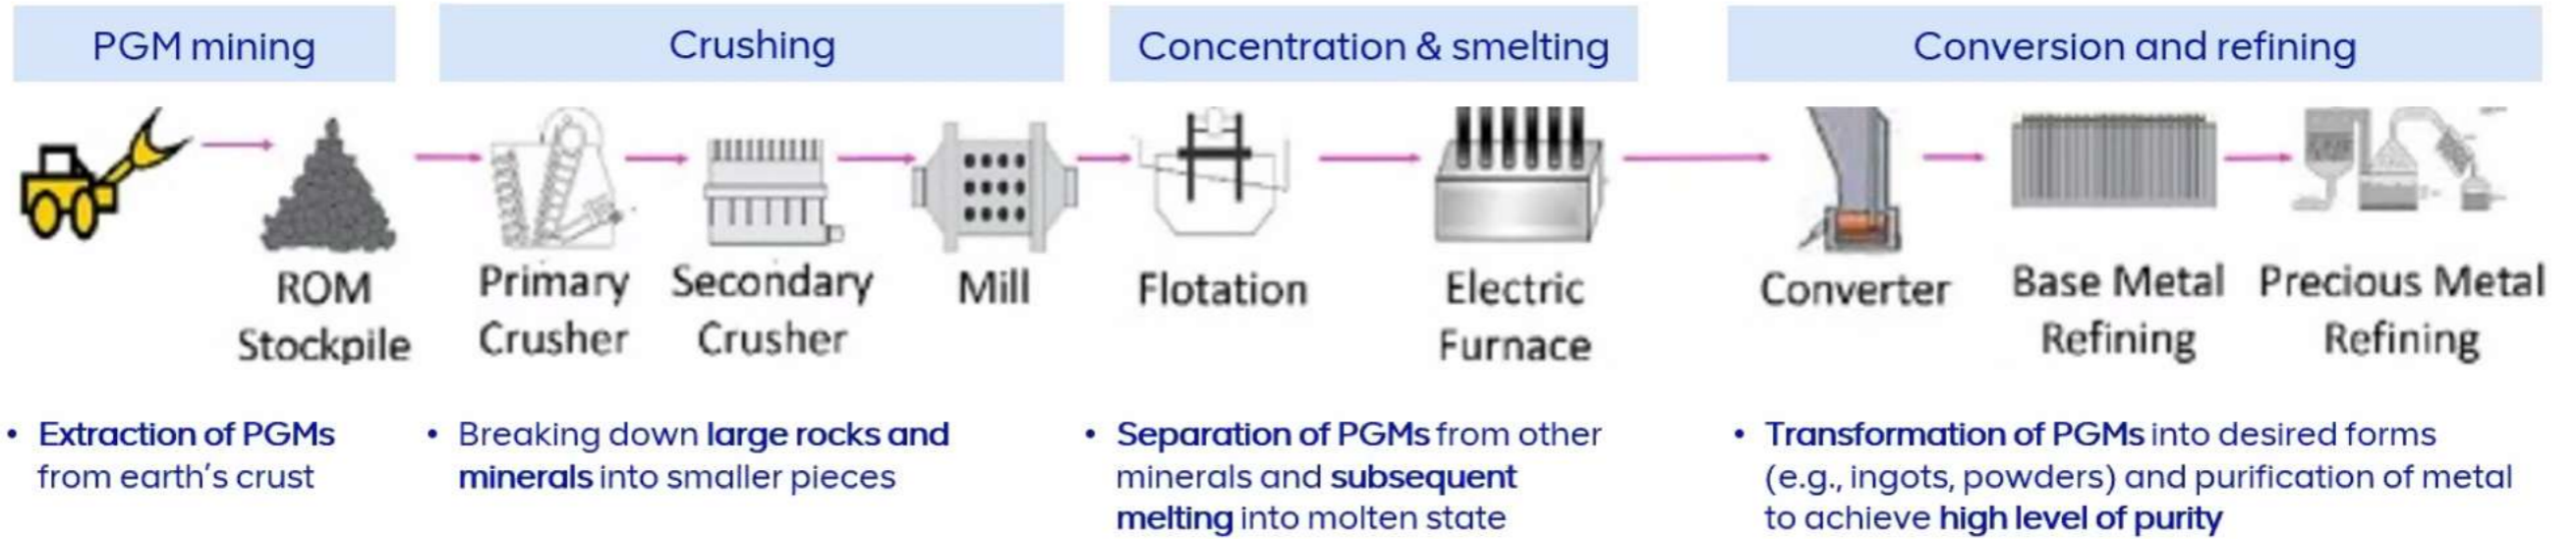 PGM mining
Crushing
Concentration & smelting
Conversion and refining
ROM
Stockpile
Primary
Crusher
Secondary
Crusher
Mill
Flotation
Electric
Furnace
Converter
Base Metal
Refining
Precious Metal
Refining
• Extraction of PGMs
from earth's crust
• Breaking down large rocks and
minerals into smaller pieces
• Separation of PGMs from other
minerals and subsequent
melting into molten state
• Transformation of PGMs into desired forms
(e.g., ingots, powders) and purification of metal
to achieve high level of purity